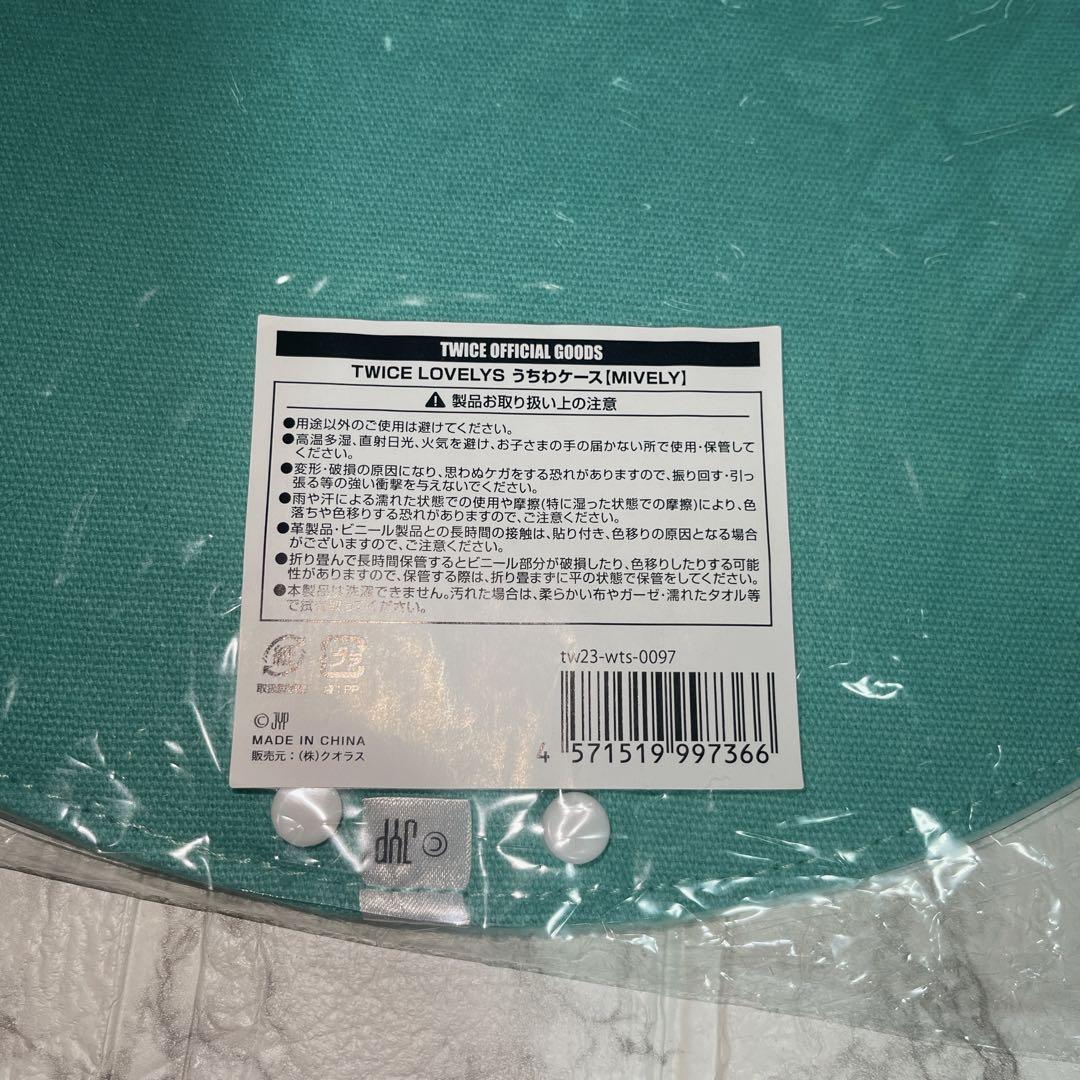 TWICE OFFICIAL GOODS
TWICE LOVELYS うちわケース【MIVELY】
製品お取り扱い上の注意
●用途以外のご使用は避けてください。
●高温多湿、直射日光、火気を避け、お子さまの手の届かない所で使用・保管して
ください。
●変形・破損の原因になり、思わぬケガをする恐れがありますので、振り回す・引っ
張る等の強い衝撃を与えないでください。
●雨や汗による濡れた状態での使用や摩擦(特に湿った状態での摩擦)により、色
落ちや色移りする恐れがありますので、ご注意ください。
●革製品・ビニール製品との長時間の接触は、貼り付き、色移りの原因となる場合
がございますので、ご注意ください。
●折り畳んで長時間保管するとビニール部分が破損したり、色移りしたりする可能
性がありますので、保管する際は、折り畳まずに平の状態で保管をしてください。
●本製品は洗濯できません。汚れた場合は、柔らかい布やガーゼ・濡れたタオル等
で拭き取ってください。
プラ
PP
tw23-wts-0097
© JYP
MADE IN CHINA
販売元：(株)クオラス
4 571519 997366
© JYP